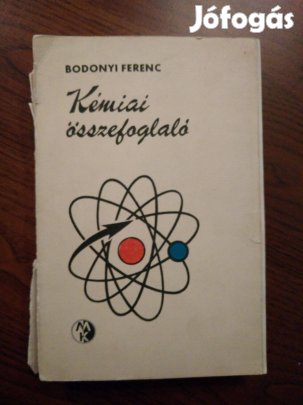 Jófogás
BODONYI FERENC
Kémiai
összefoglaló
MK